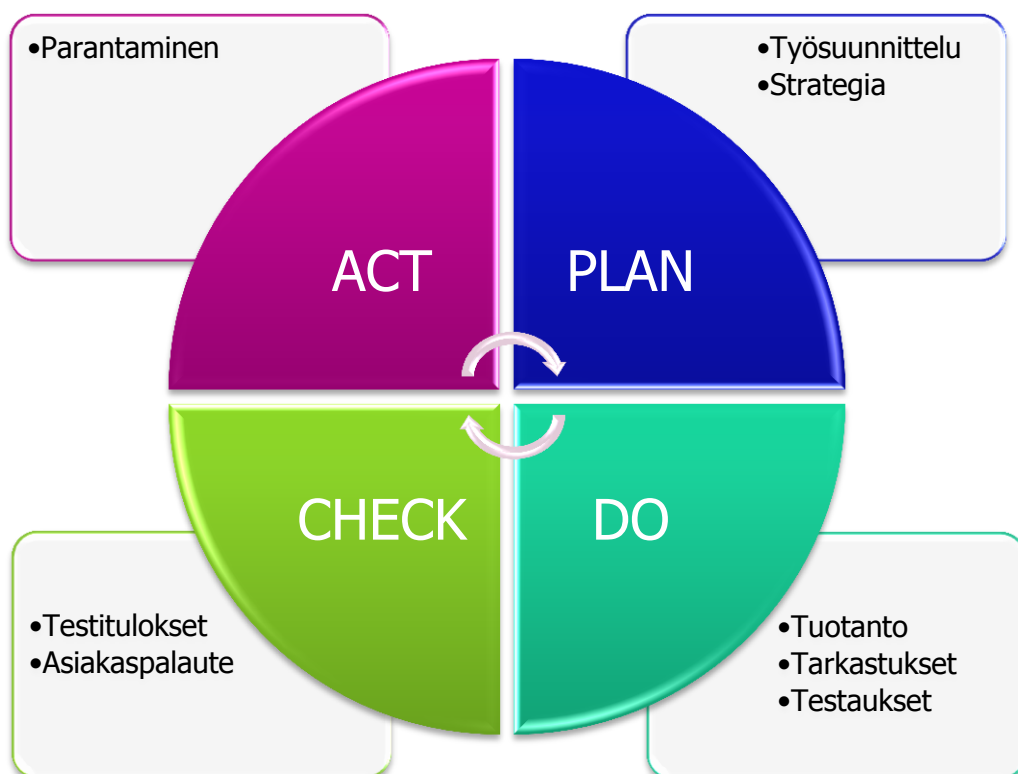 •Parantaminen
•Työsuunnittelu
•Strategia
ACT
PLAN
CHECK
DO
•Testitulokset
•Asiakaspalaute
•Tuotanto
•Tarkastukset
•Testaukset